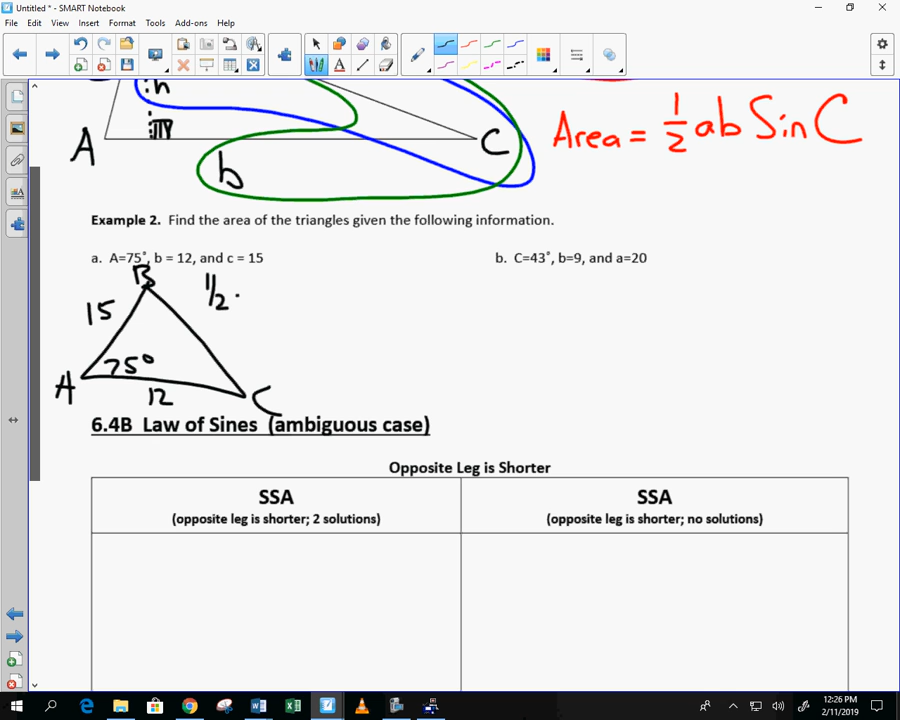 Untitled * - SMART Notebook
File Edit View Insert Format Tools Add-ons Help
h
A
b
C
Area = 1/2 ab Sin C
Example 2. Find the area of the triangles given the following information.
a. A=75°, b = 12, and c = 15
b. C=43°, b=9, and a=20
B
1/2 ·
15
75°
A
12
C
6.4B Law of Sines (ambiguous case)
Opposite Leg is Shorter
SSA
(opposite leg is shorter; 2 solutions)
SSA
(opposite leg is shorter; no solutions)
12:26 PM
2/11/2019